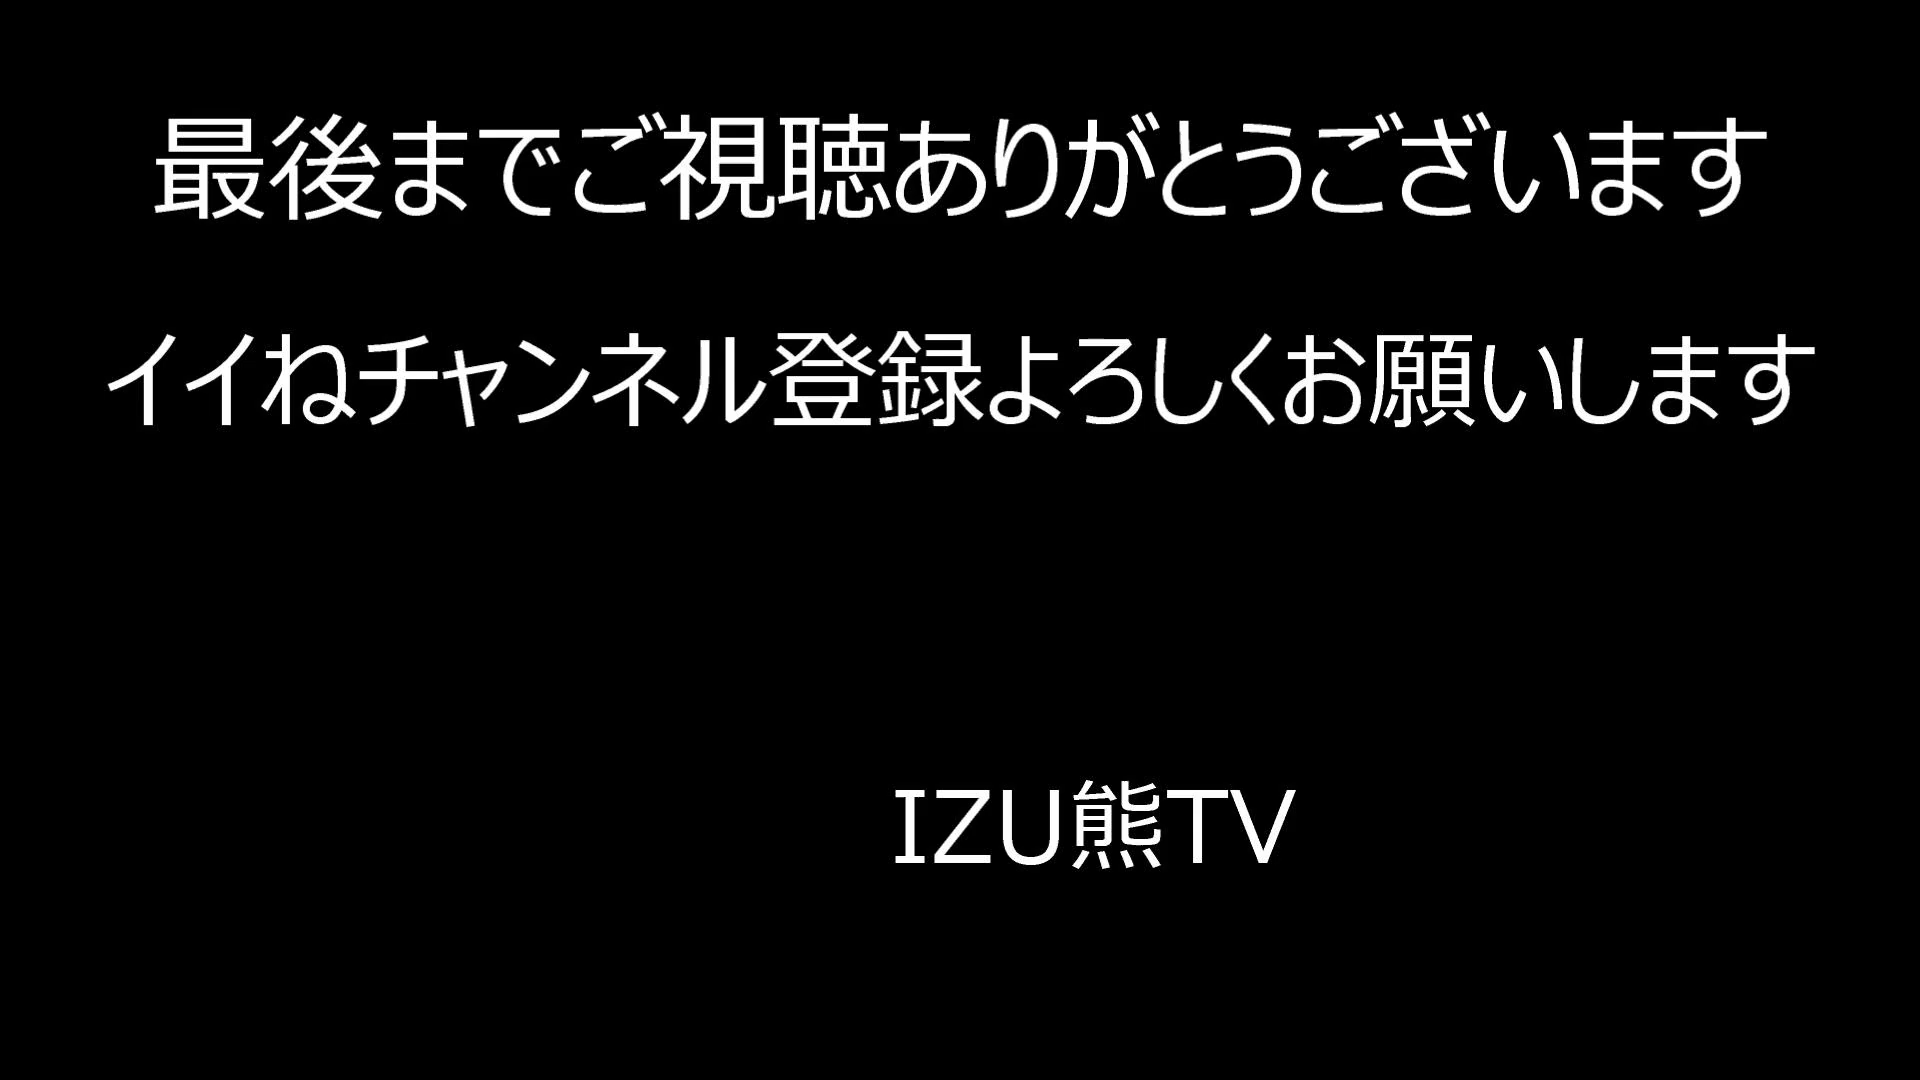 最後までご視聴ありがとうございます
イイねチャンネル登録よろしくお願いします
IZU熊TV